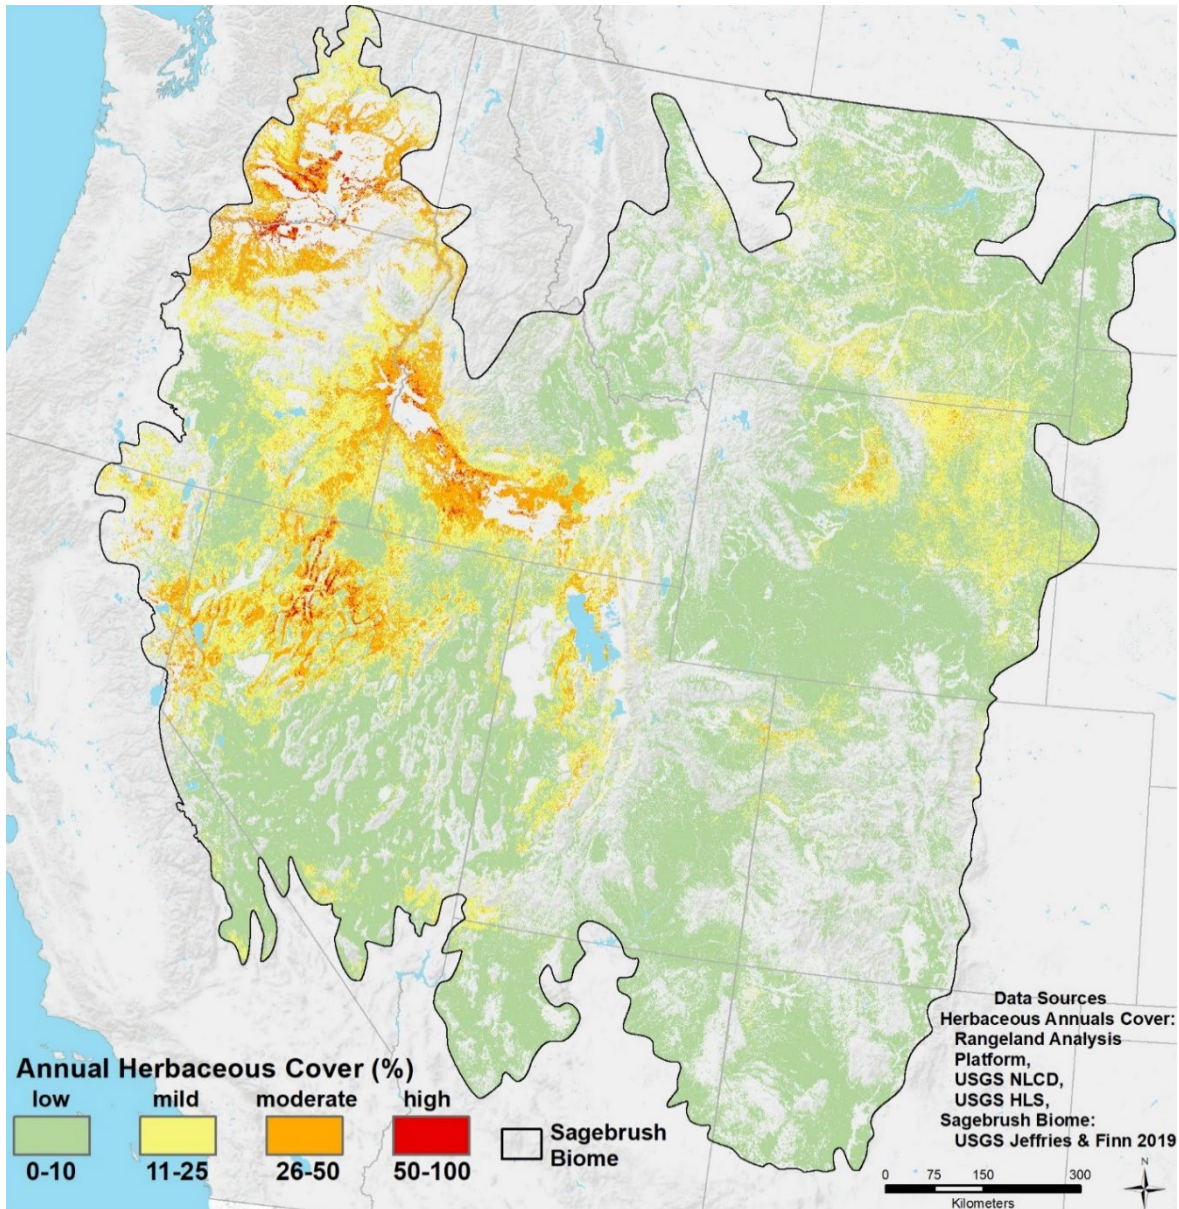 Annual Herbaceous Cover (%)
low mild moderate high
0-10 11-25 26-50 50-100
Sagebrush
Biome
Data Sources
Herbaceous Annuals Cover:
Rangeland Analysis
Platform,
USGS NLCD,
USGS HLS,
Sagebrush Biome:
USGS Jeffries & Finn 2019
N
0 75 150 300
Kilometers